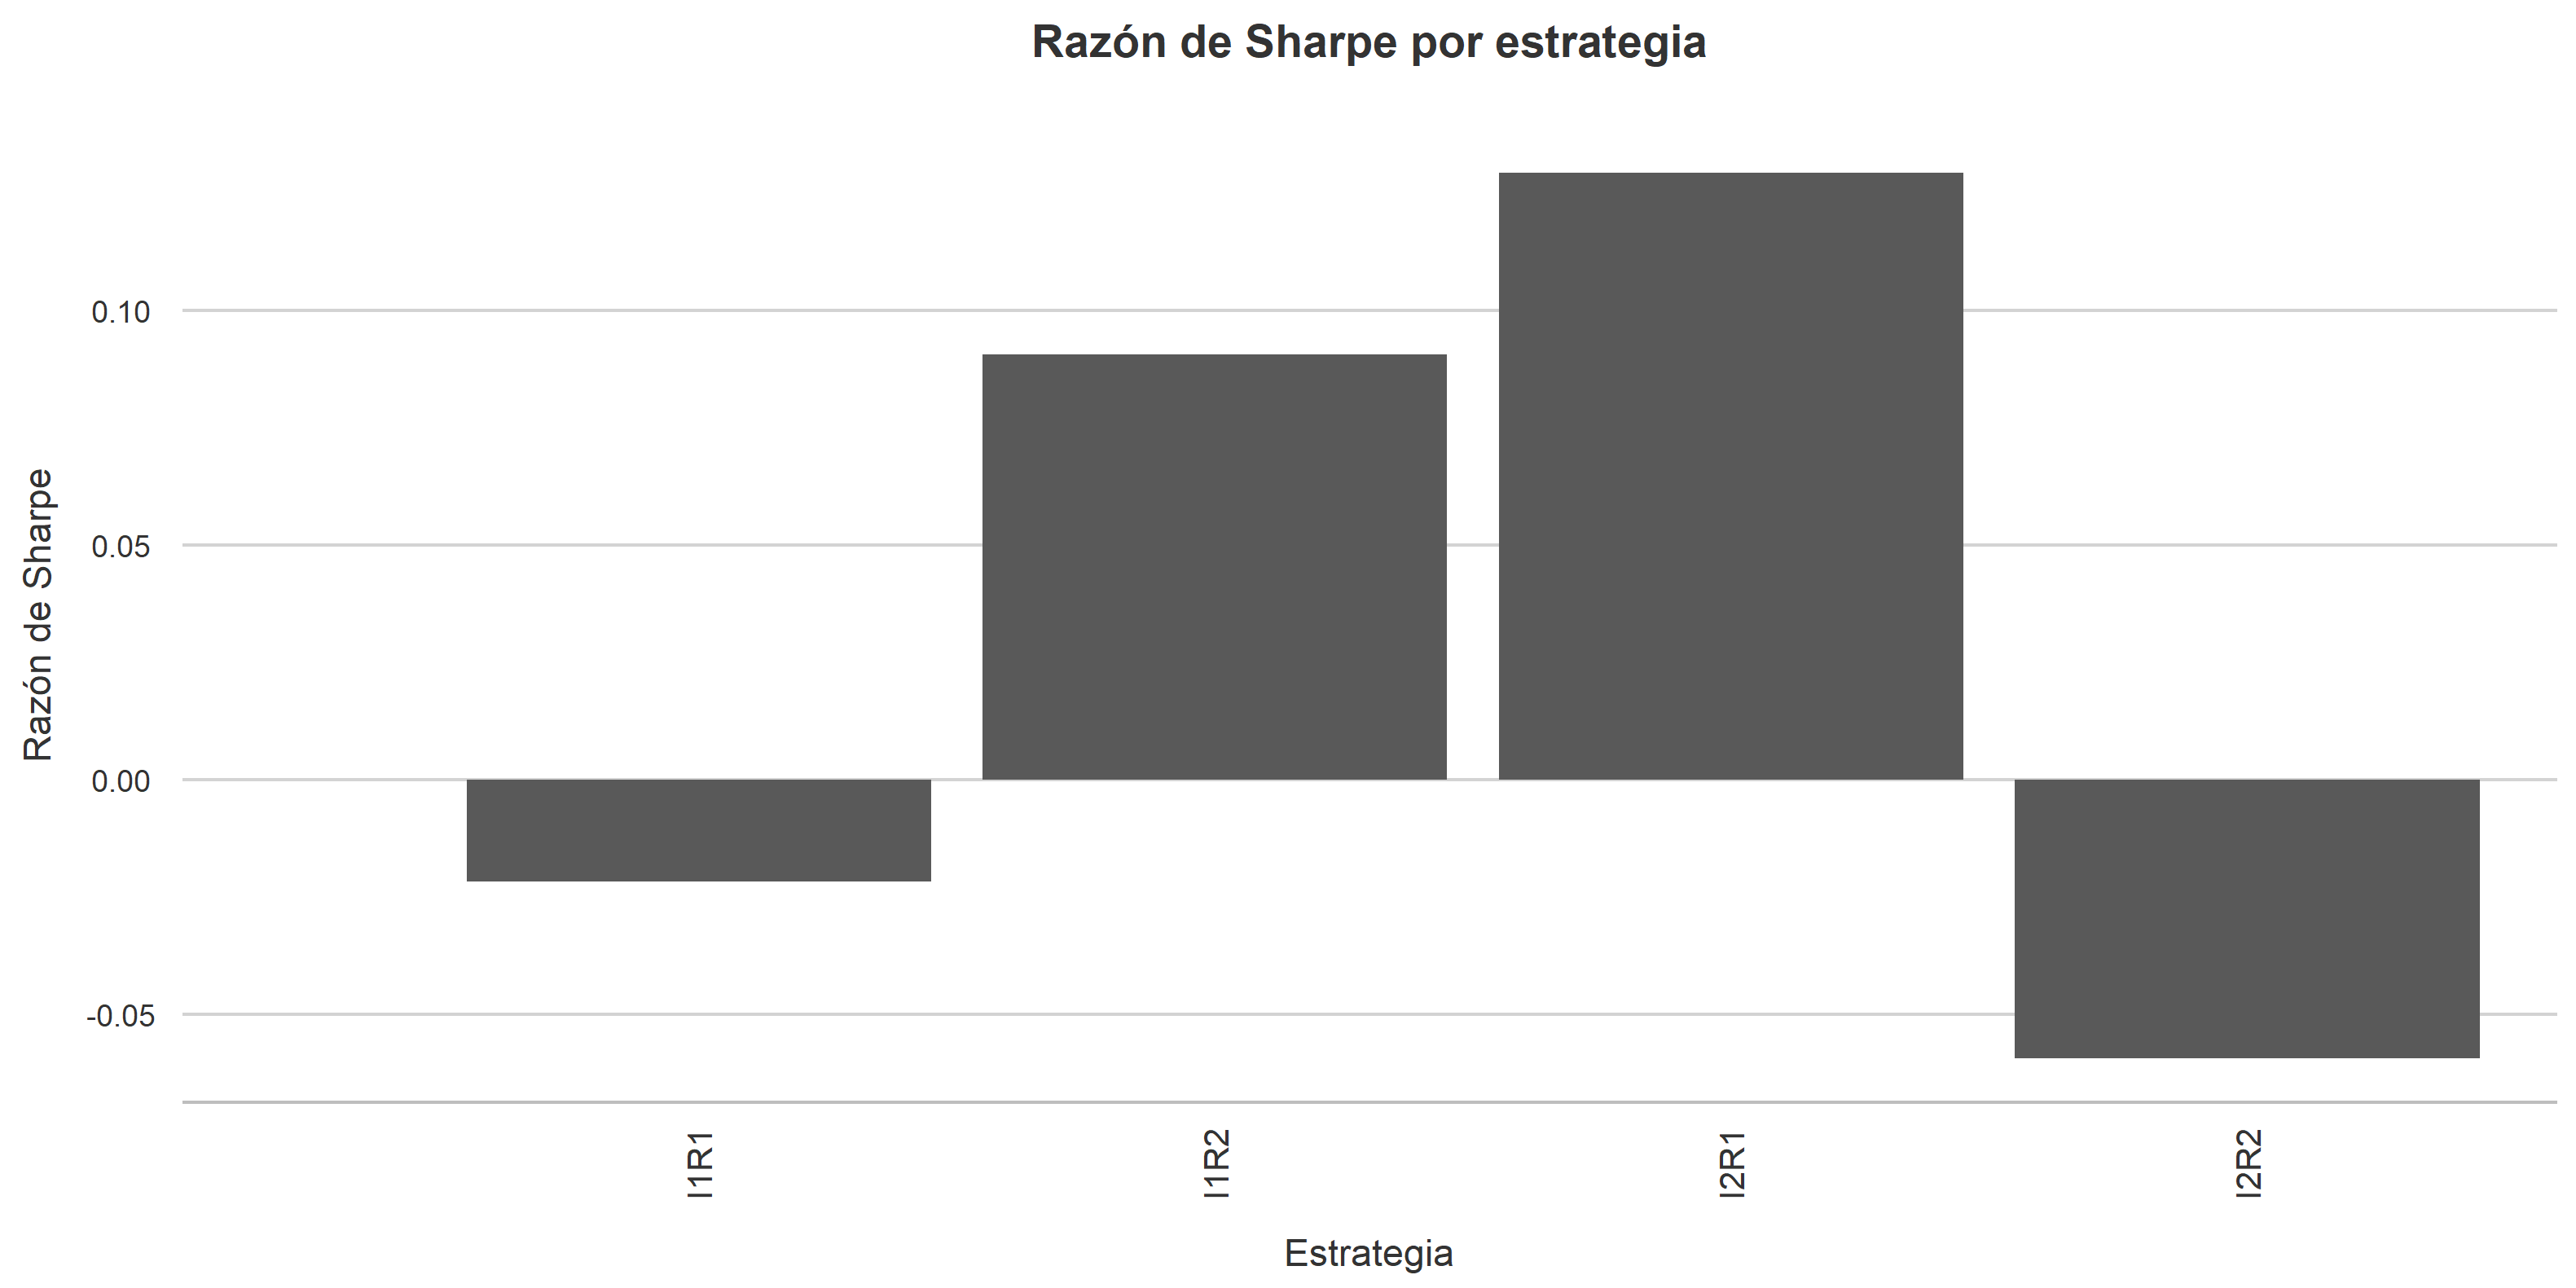 Razón de Sharpe por estrategia
Razón de Sharpe
0.10
0.05
0.00
-0.05
I1R1
I1R2
I2R1
I2R2
Estrategia